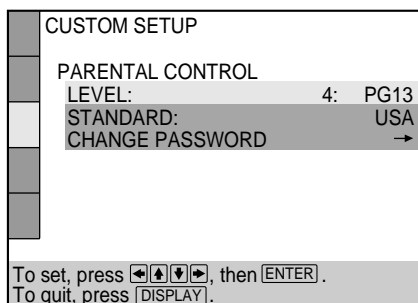 CUSTOM SETUP
PARENTAL CONTROL
LEVEL: 4: PG13
STANDARD: USA
CHANGE PASSWORD →
To set, press ←↑↓→, then ENTER.
To quit, press DISPLAY.